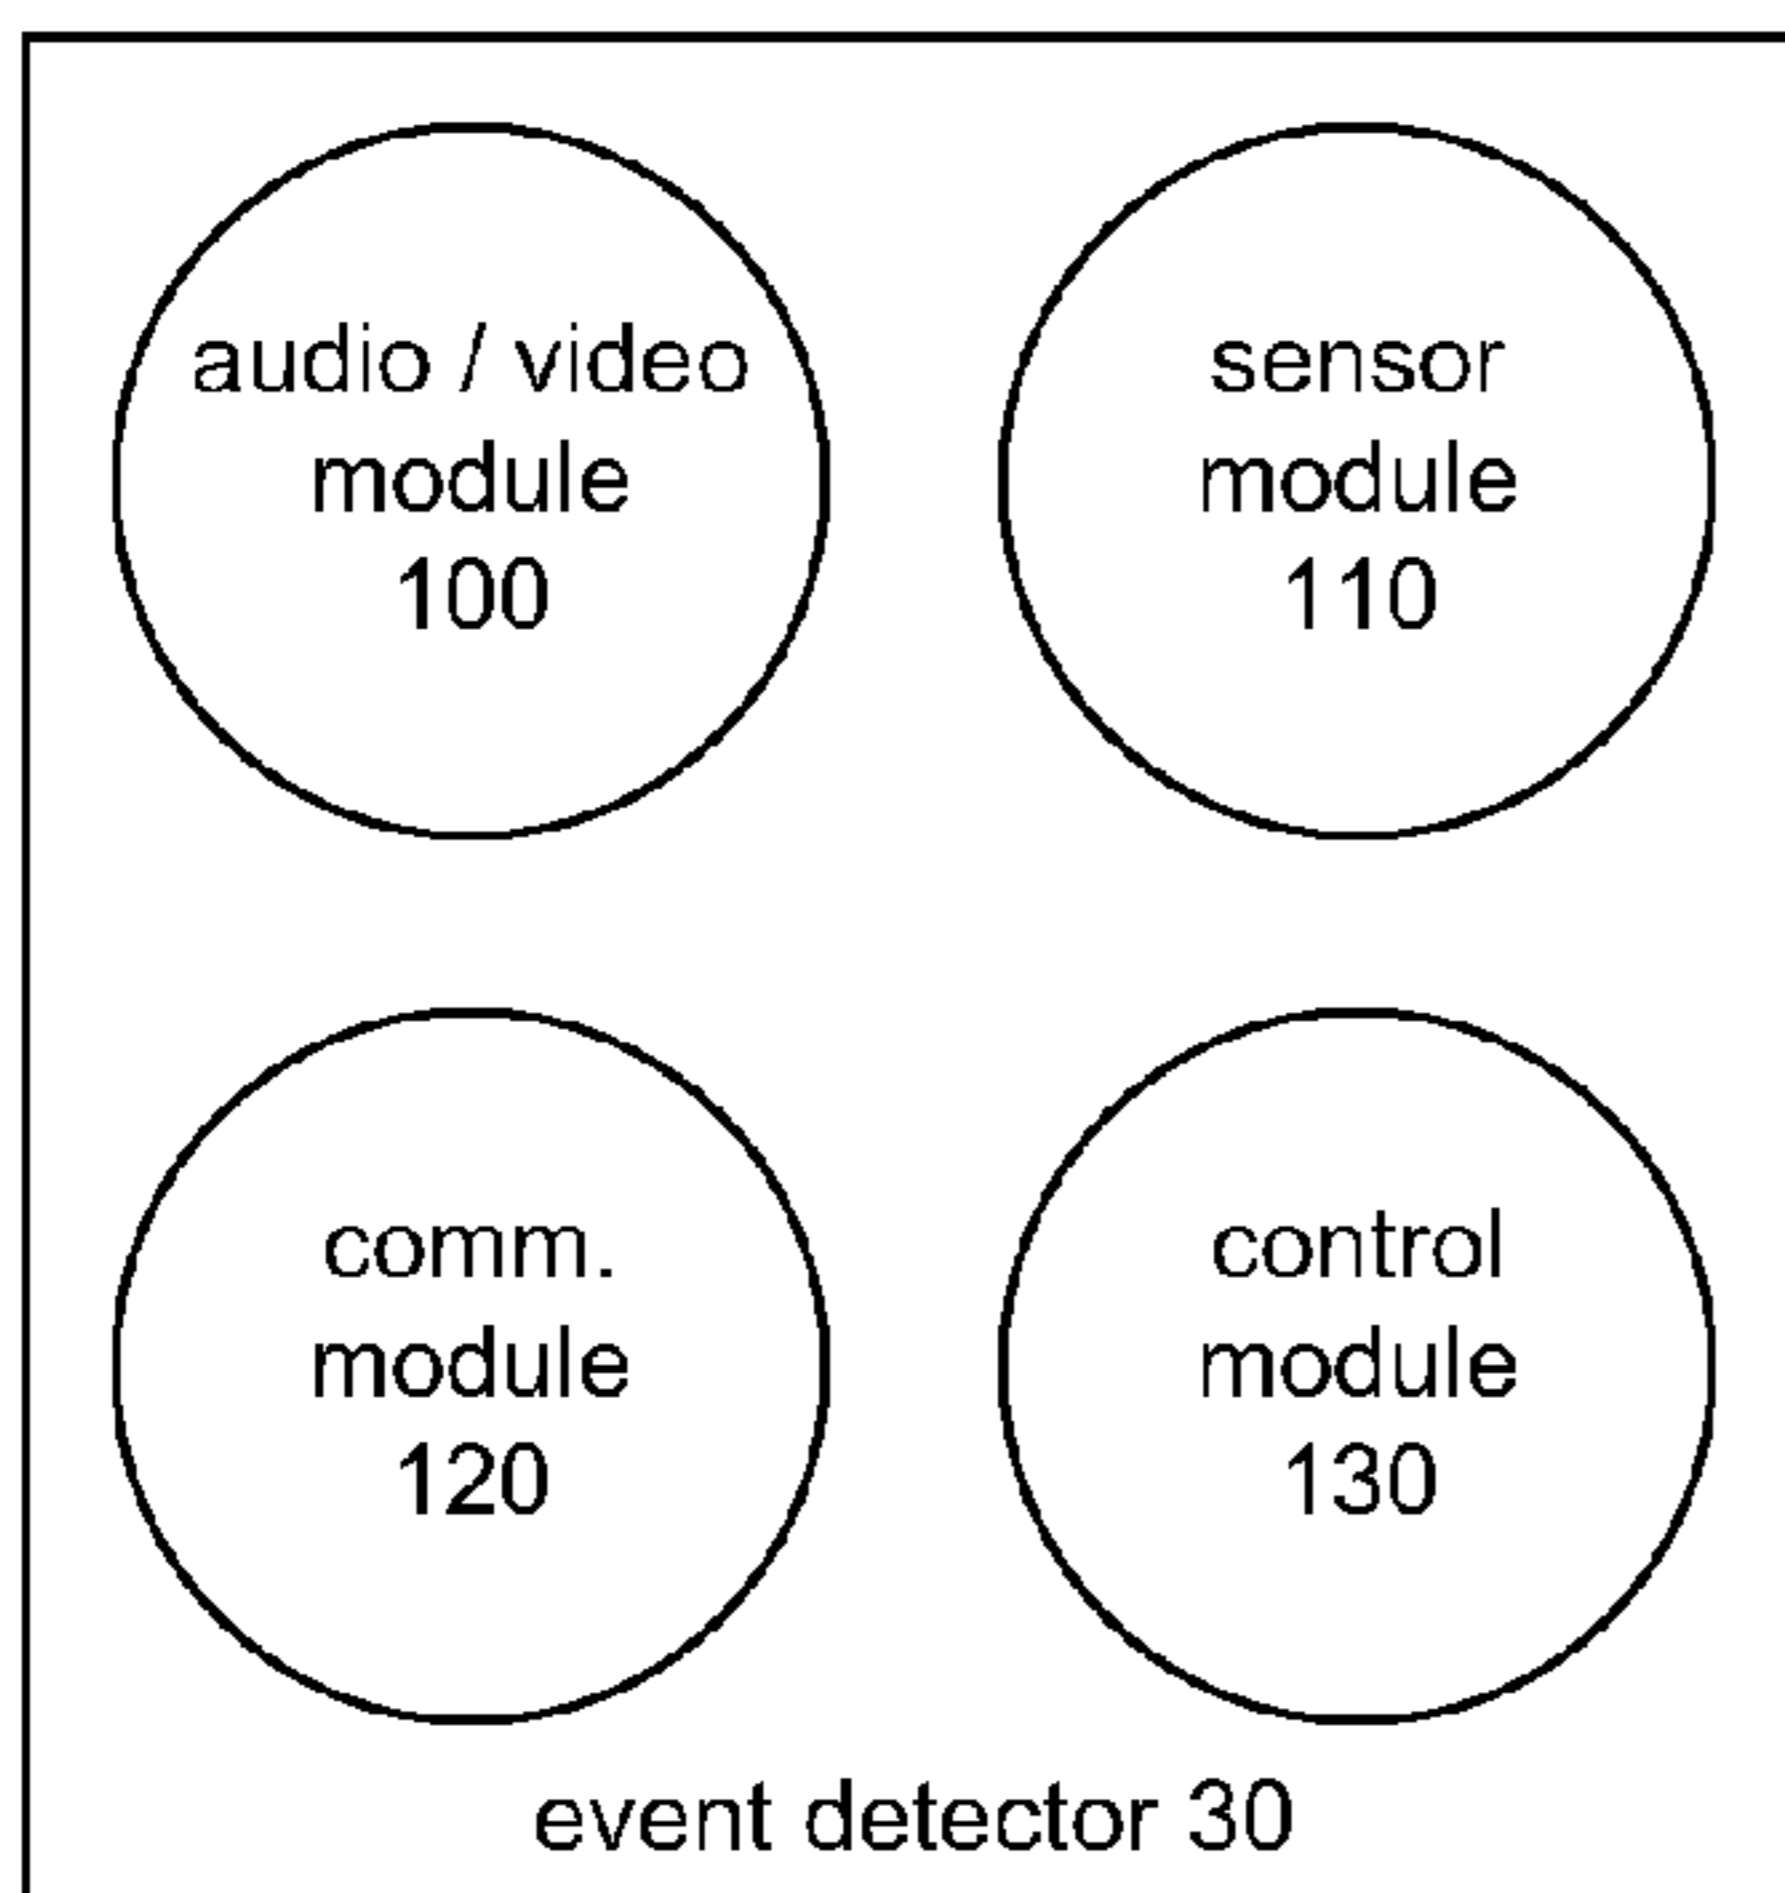 audio / video
module
100
sensor
module
110
comm.
module
120
control
module
130
event detector 30